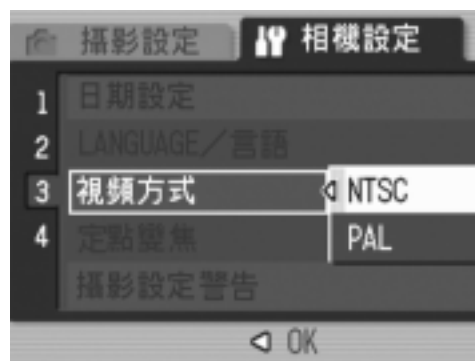 攝影設定 相機設定
1 日期設定
2 LANGUAGE／言語
3 視頻方式 NTSC
4 定點變焦 PAL
攝影設定警告
OK